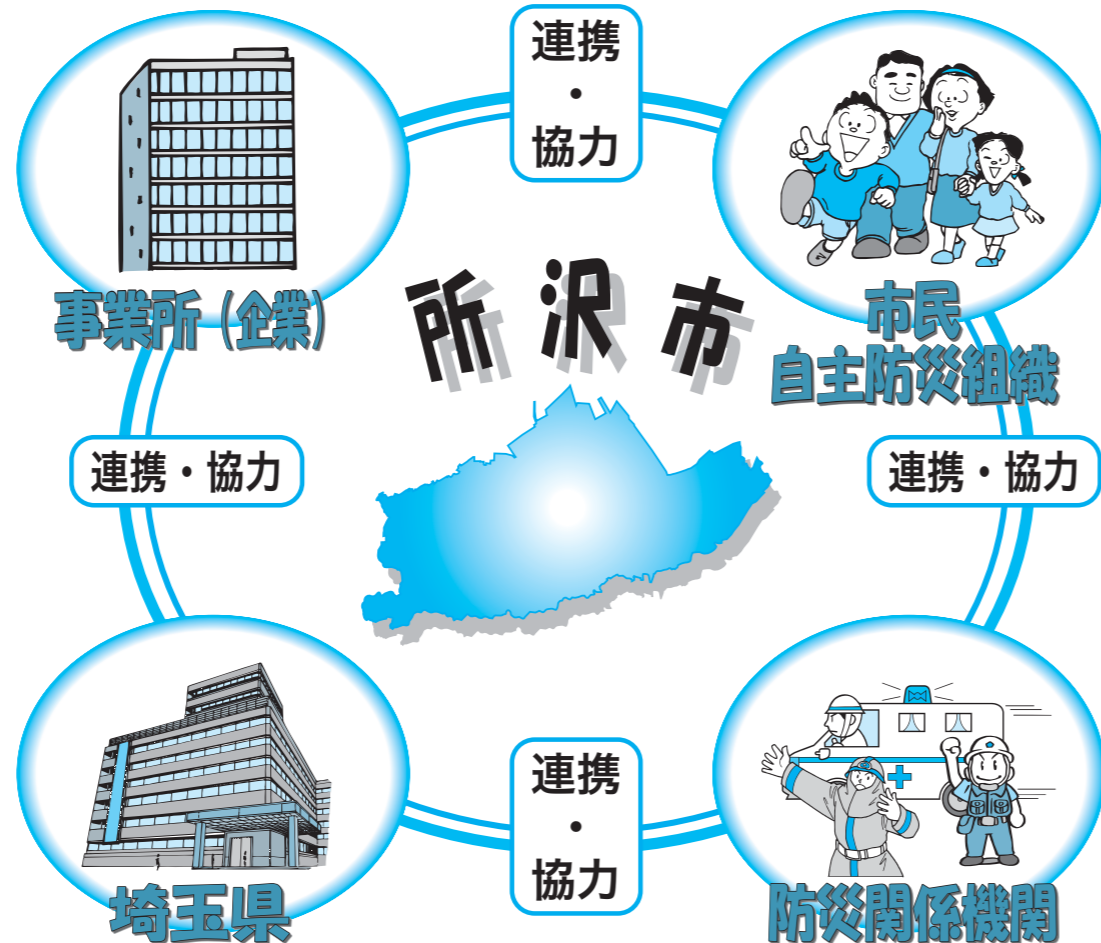 連携
・
協力
事業所（企業）
所沢市
市民
自主防災組織
連携・協力
連携・協力
連携
・
協力
埼玉県
防災関係機関